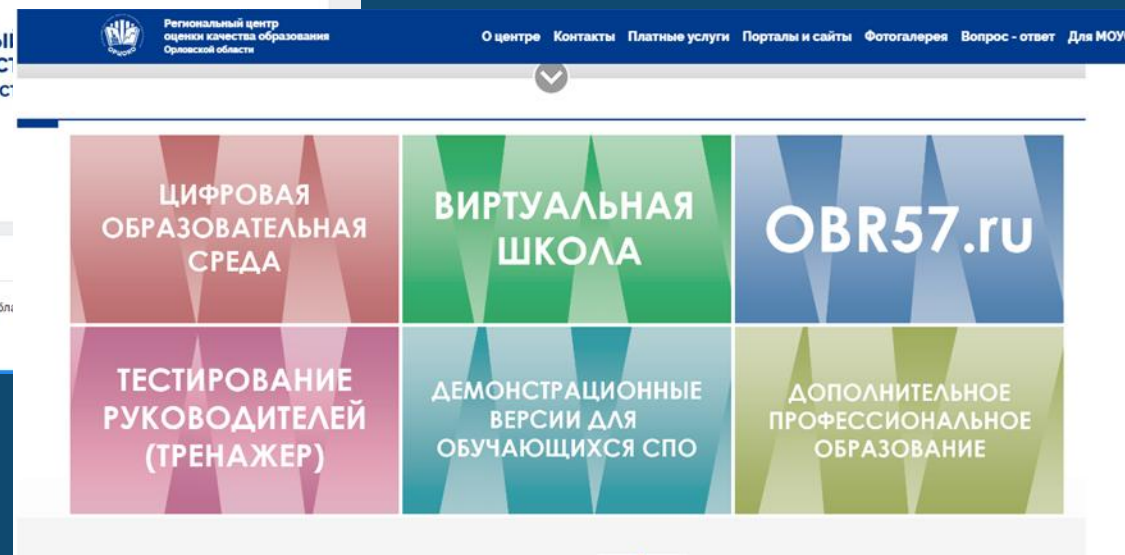 Региональный центр
оценки качества образования
Орловской области
О центре Контакты Платные услуги Порталы и сайты Фотогалерея Вопрос - ответ Для
ЦИФРОВАЯ
ОБРАЗОВАТЕЛЬНАЯ
СРЕДА
ВИРТУАЛЬНАЯ
ШКОЛА
OBR57.ru
ТЕСТИРОВАНИЕ
РУКОВОДИТЕЛЕЙ
(ТРЕНАЖЕР)
ДЕМОНСТРАЦИОННЫЕ
ВЕРСИИ ДЛЯ
ОБУЧАЮЩИХСЯ СПО
ДОПОЛНИТЕЛЬНОЕ
ПРОФЕССИОНАЛЬНОЕ
ОБРАЗОВАНИЕ